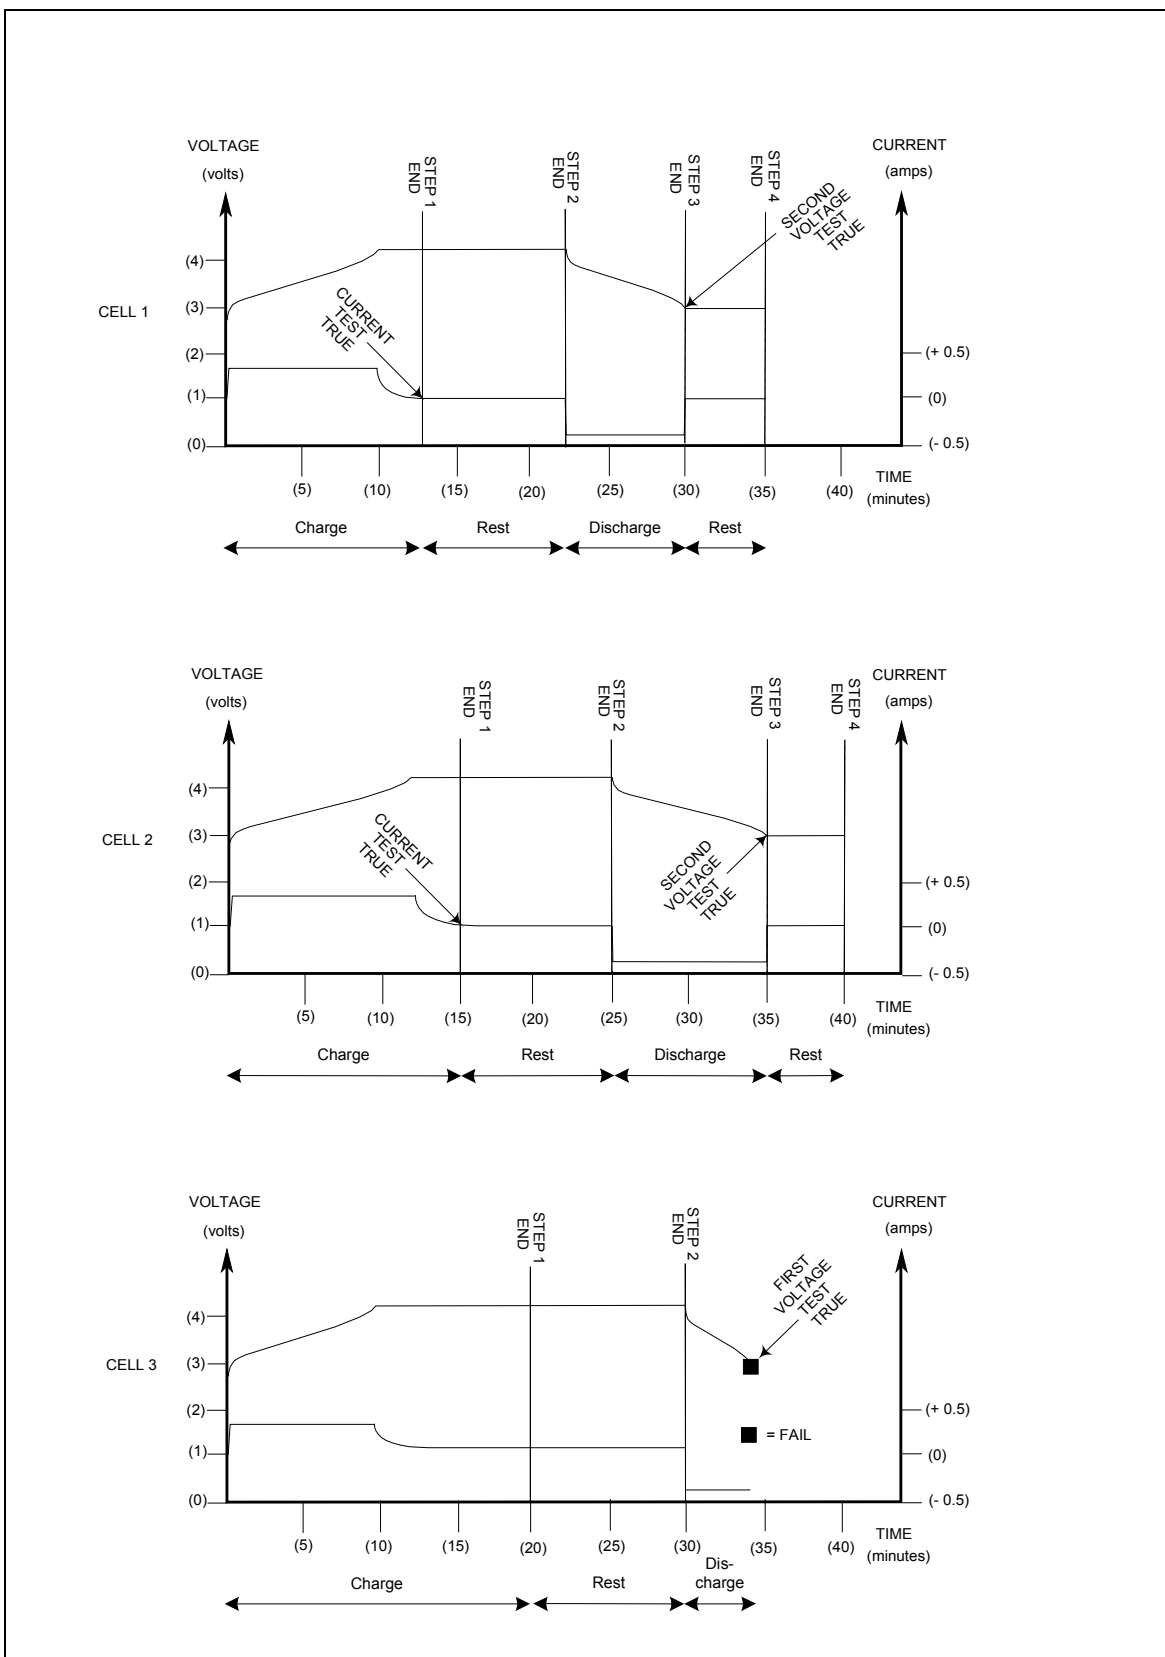 VOLTAGE
(volts)
STEP 1
END
STEP 2
END
STEP 3
END
STEP 4
END
CURRENT
(amps)
SECOND
VOLTAGE
TEST
TRUE
(4)
CELL 1
(3)
CURRENT
TEST
TRUE
(2)
(+ 0.5)
(1)
(0)
(0)
(- 0.5)
(5)
(10)
(15)
(20)
(25)
(30)
(35)
(40)
TIME
(minutes)
Charge
Rest
Discharge
Rest
VOLTAGE
(volts)
STEP 1
END
STEP 2
END
STEP 3
END
STEP 4
END
CURRENT
(amps)
(4)
CELL 2
(3)
CURRENT
TEST
TRUE
SECOND
VOLTAGE
TEST
TRUE
(2)
(+ 0.5)
(1)
(0)
(0)
(- 0.5)
(5)
(10)
(15)
(20)
(25)
(30)
(35)
(40)
TIME
(minutes)
Charge
Rest
Discharge
Rest
VOLTAGE
(volts)
STEP 1
END
STEP 2
END
CURRENT
(amps)
FIRST
VOLTAGE
TEST
TRUE
(4)
CELL 3
(3)
(2)
(+ 0.5)
= FAIL
(1)
(0)
(0)
(- 0.5)
(5)
(10)
(15)
(20)
(25)
(30)
(35)
(40)
TIME
(minutes)
Charge
Rest
Dis-
charge